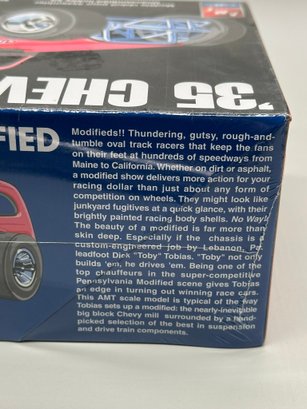 '35 CHEV
FIED
Modifieds!! Thundering, gutsy, rough-and-
tumble oval track racers that keep the fans
on their feet at hundreds of speedways from
Maine to California. Whether on dirt or asphalt,
a modified show delivers more action for your
racing dollar than just about any form of
competition on wheels. They might look like
junkyard fugitives at a quick glance, with their
brightly painted racing body shells. No Way!
The beauty of a modified is far more than
skin deep. Especially if the chassis is a
custom-engineered job by Lebanon, Pa.
leadfoot Dick "Toby" Tobias. "Toby" not only
builds 'em, he drives 'em. Being one of the
top chauffeurs in the super-competitive
Pennsylvania Modified scene gives Tobias
an edge in turning out winning race cars.
This AMT scale model is typical of the way
Tobias sets up a modified: the nearly-inevitable
big block Chevy mill surrounded by a hand-
picked selection of the best in suspension
and drive train components.